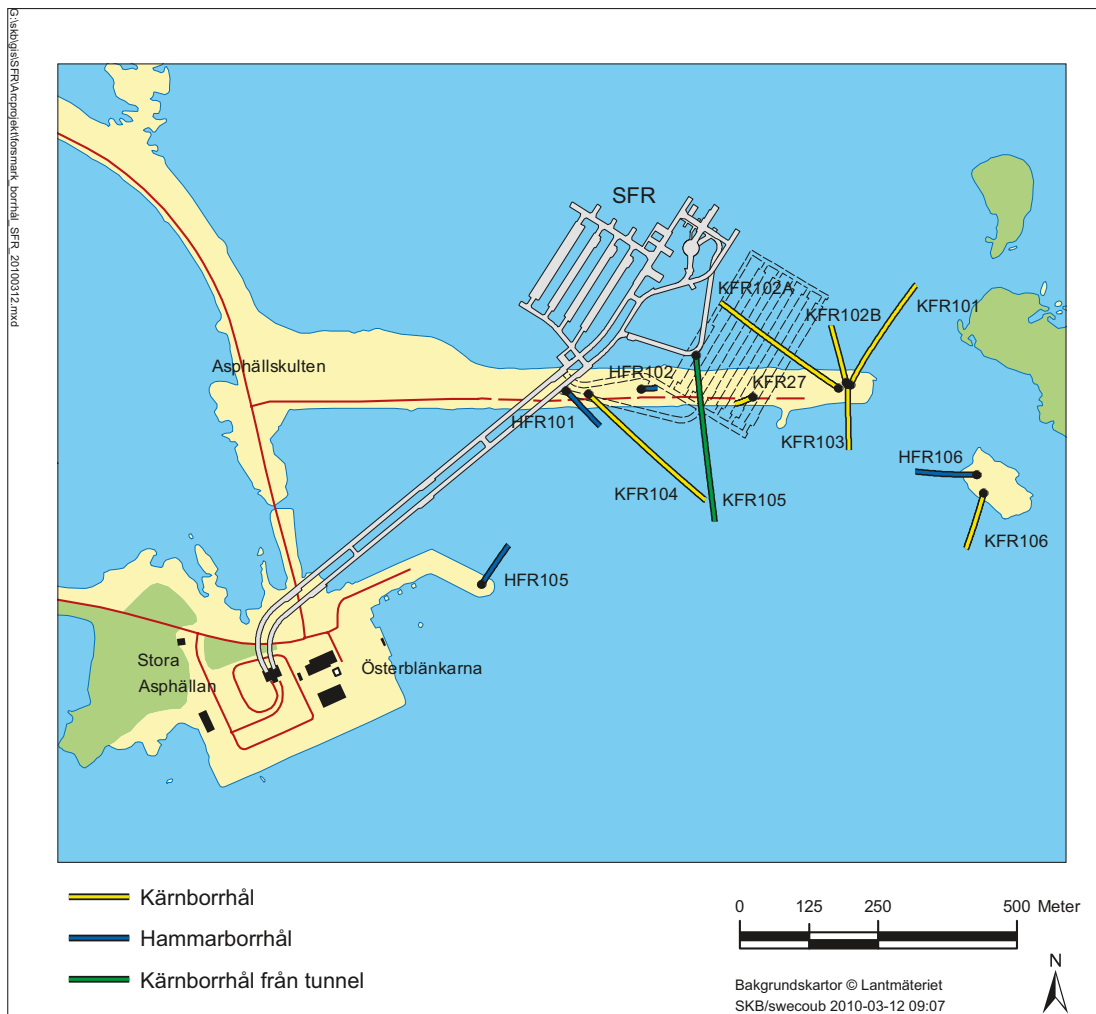 G:\skb\gis\SFR\Arcprojekt\forsmark_borrhål_SFR_20100312.mxd
SFR
KFR102A
KFR102B
KFR101
Asphällskulten
HFR102
KFR27
HFR101
KFR103
HFR106
KFR104
KFR105
KFR106
HFR105
Stora
Asphällan
Österblänkarna
Kärnborrhål
Hammarborrhål
Kärnborrhål från tunnel
0 125 250 500 Meter
Bakgrundskartor © Lantmäteriet
SKB/swecoub 2010-03-12 09:07
N